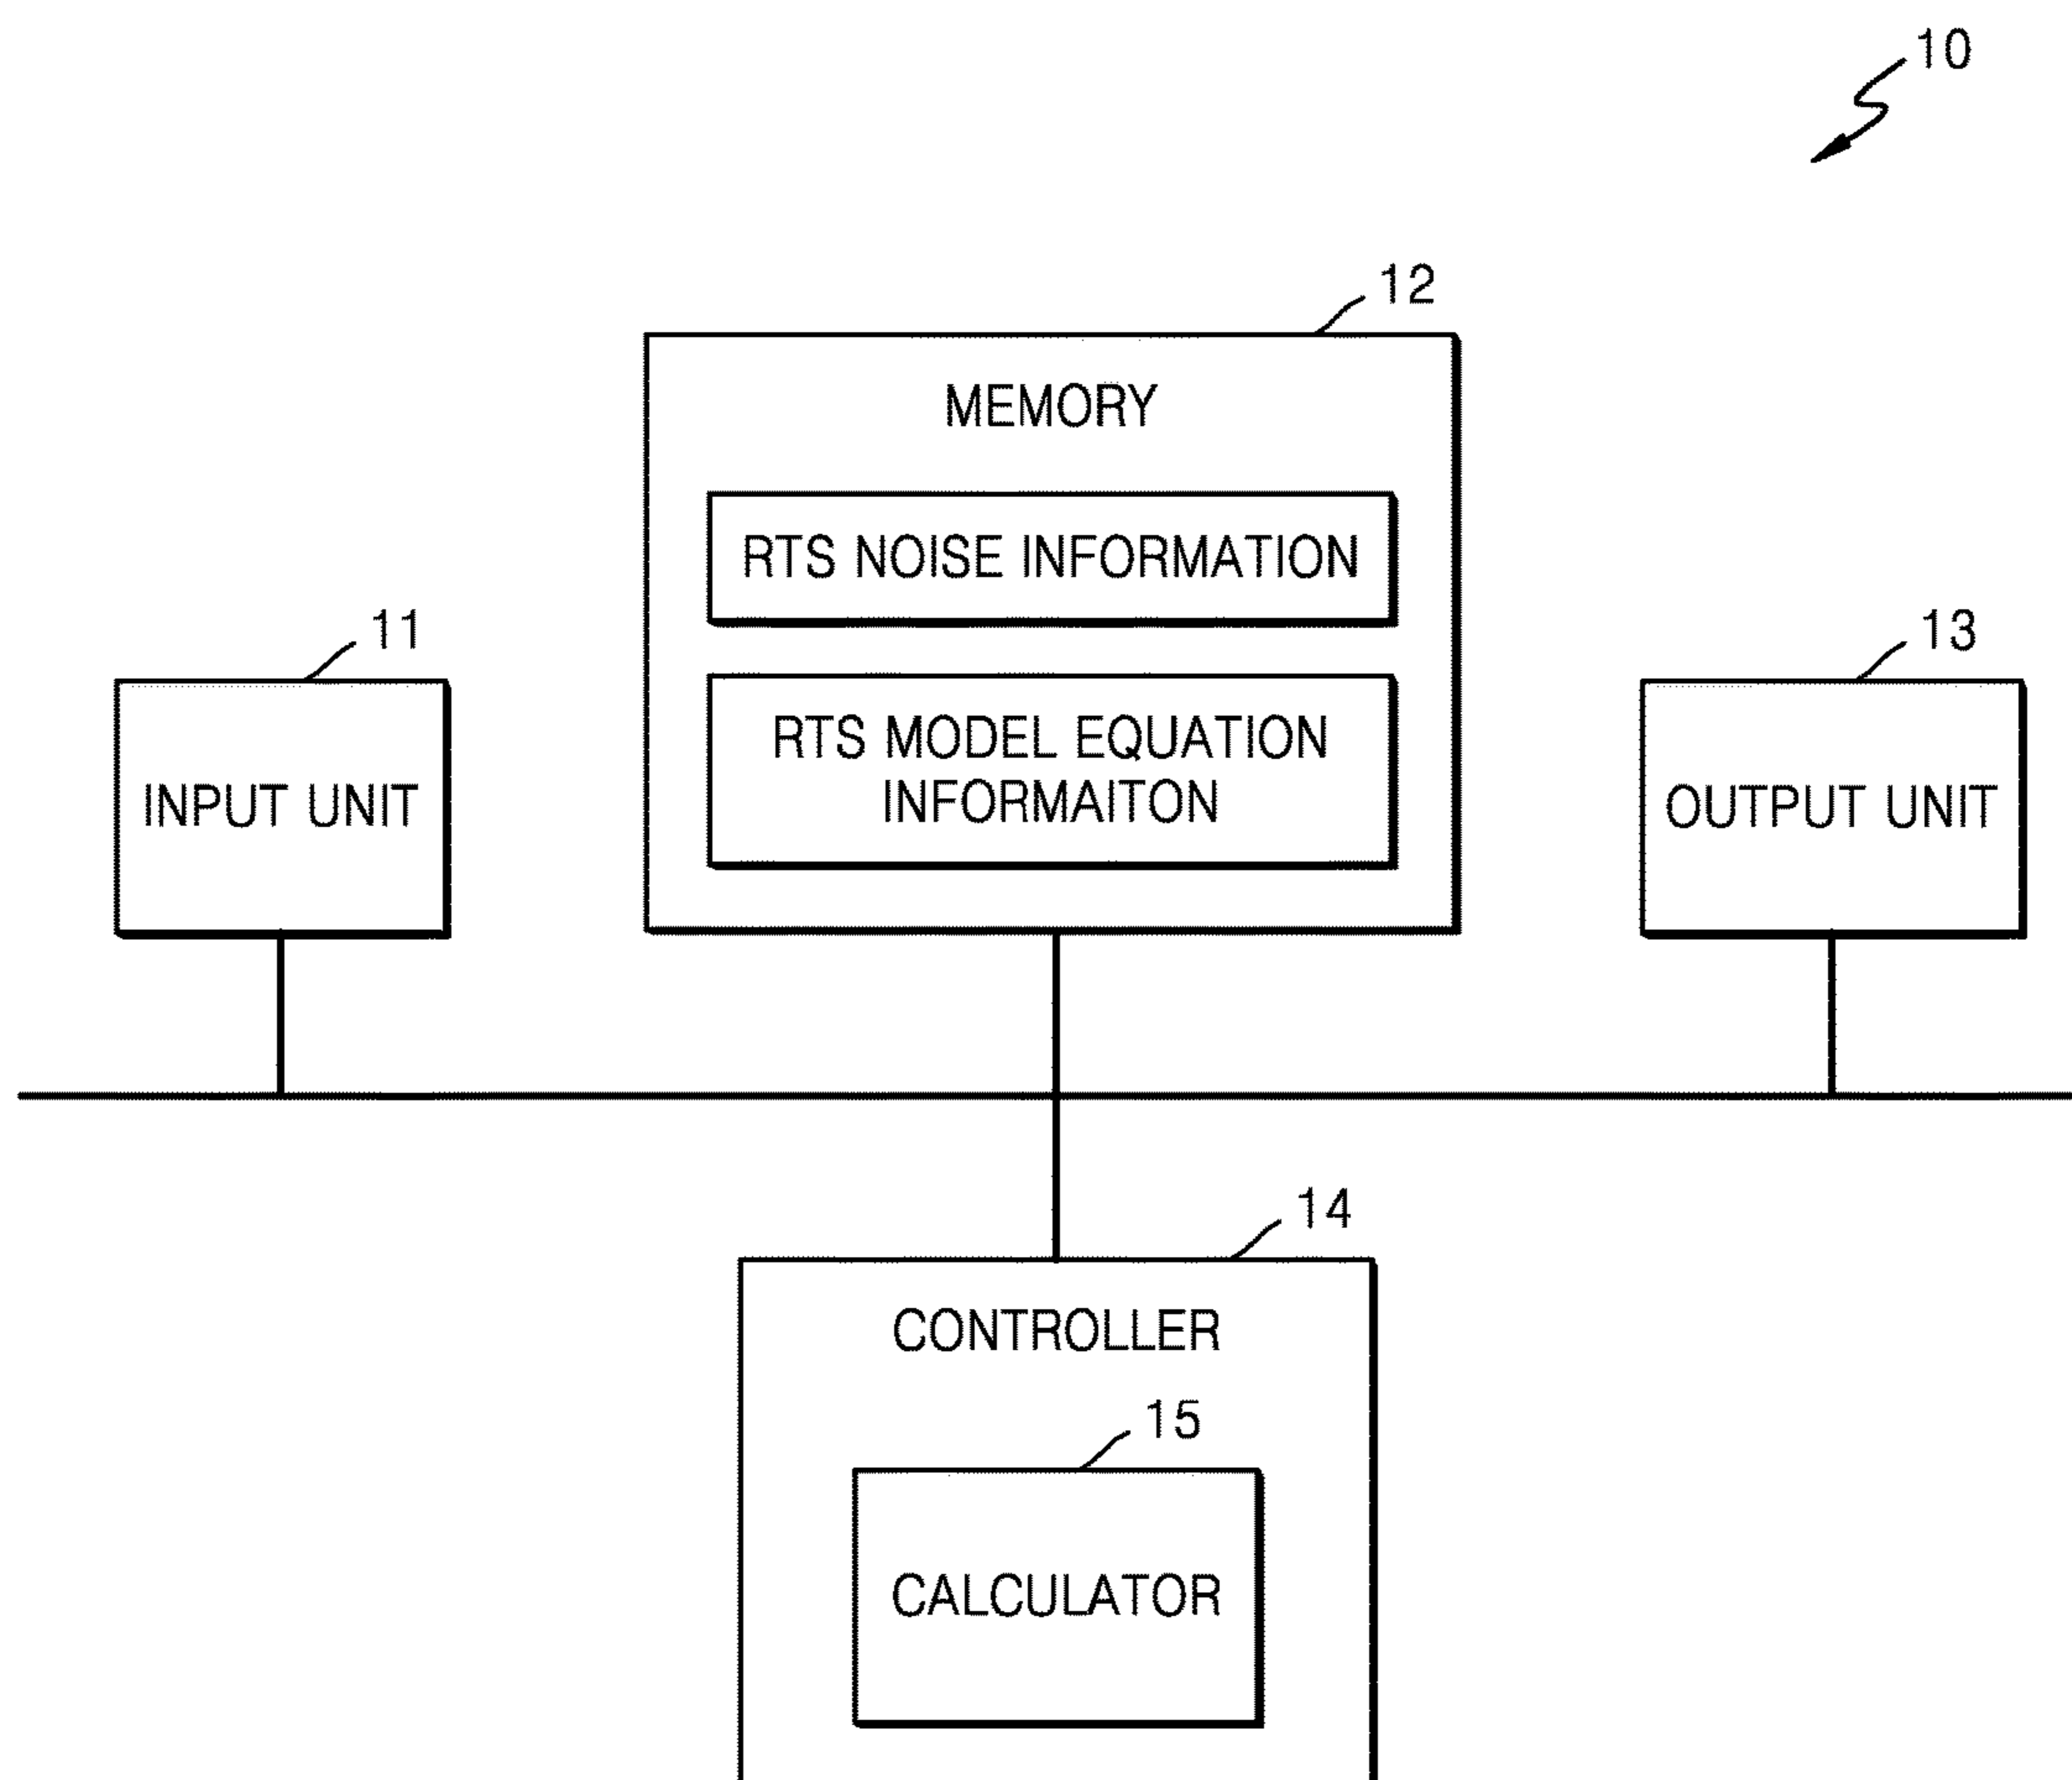 10
12
MEMORY
RTS NOISE INFORMATION
11
13
RTS MODEL EQUATION
INFORMAITON
INPUT UNIT
OUTPUT UNIT
14
CONTROLLER
15
CALCULATOR